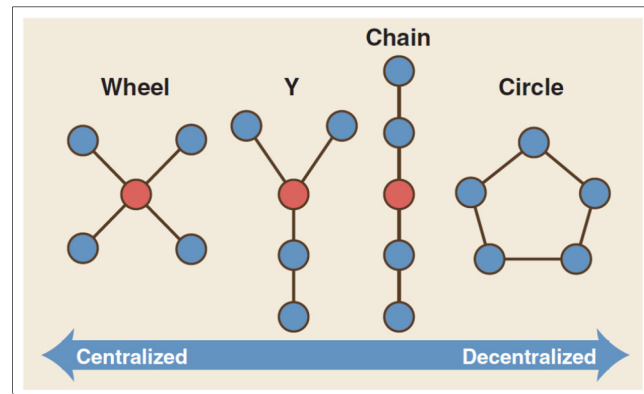 Chain
Wheel
Y
Circle
Centralized
Decentralized